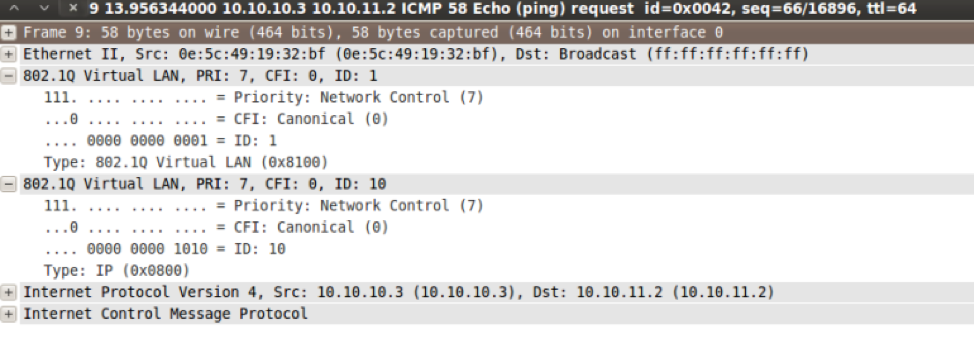 9 13.956344000 10.10.10.3 10.10.11.2 ICMP 58 Echo (ping) request id=0x0042, seq=66/16896, ttl=64
Frame 9: 58 bytes on wire (464 bits), 58 bytes captured (464 bits) on interface 0
Ethernet II, Src: 0e:5c:49:19:32:bf (0e:5c:49:19:32:bf), Dst: Broadcast (ff:ff:ff:ff:ff:ff)
802.1Q Virtual LAN, PRI: 7, CFI: 0, ID: 1
111. .... .... .... = Priority: Network Control (7)
...0 .... .... .... = CFI: Canonical (0)
.... 0000 0000 0001 = ID: 1
Type: 802.1Q Virtual LAN (0x8100)
802.1Q Virtual LAN, PRI: 7, CFI: 0, ID: 10
111. .... .... .... = Priority: Network Control (7)
...0 .... .... .... = CFI: Canonical (0)
.... 0000 0000 1010 = ID: 10
Type: IP (0x0800)
Internet Protocol Version 4, Src: 10.10.10.3 (10.10.10.3), Dst: 10.10.11.2 (10.10.11.2)
Internet Control Message Protocol